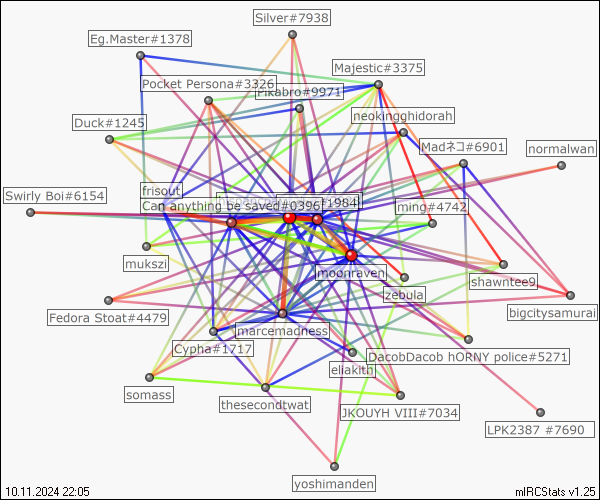 Silver#7938
Eg.Master#1378
Majestic#3375
Pocket Persona#3326
Pikabro#9971
neokingghidorah
Duck#1245
Madネコ#6901
normalwan
frisout
Swirly Boi#6154
Can anything be saved#0396
#1984
ming#4742
mukszi
moonraven
shawntee9
zebula
bigcitysamurai
Fedora Stoat#4479
marcemadness
Cypha#1717
DacobDacob hORNY police#5271
eliakith
somass
thesecondtwat
JKOUYH VIII#7034
LPK2387 #7690
yoshimanden
10.11.2024 22:05
mIRCStats v1.25